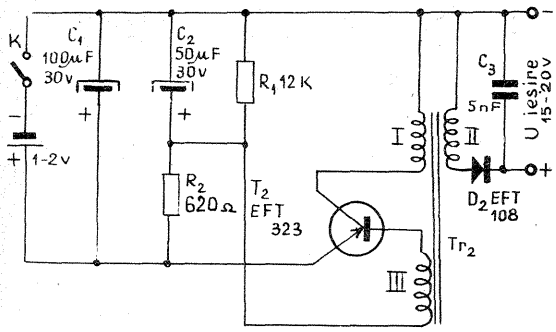 K
−
+
1-2v
C1
100µF
30v
+
C2
50µF
30v
+
R1 12K
R2
620Ω
T2
EFT
323
I
II
III
Tr2
D2 EFT
108
C3
5nF
−
+
U iesire
15-20v